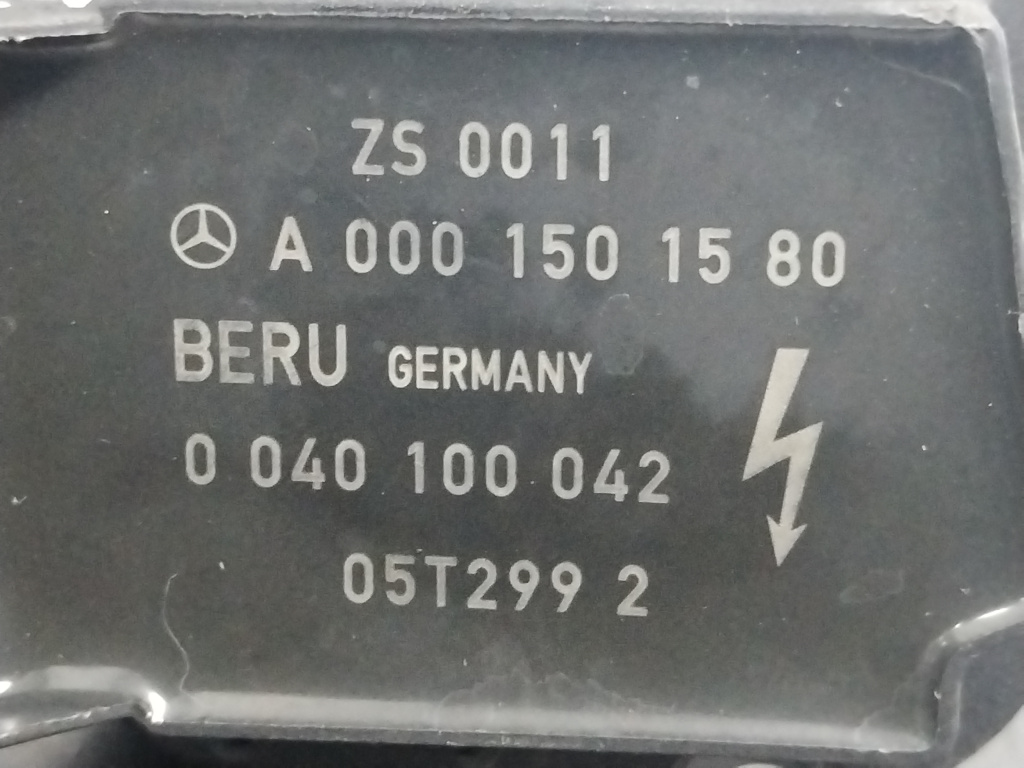 ZS 0011
A 000 150 15 80
BERU GERMANY
0 040 100 042
05T299 2